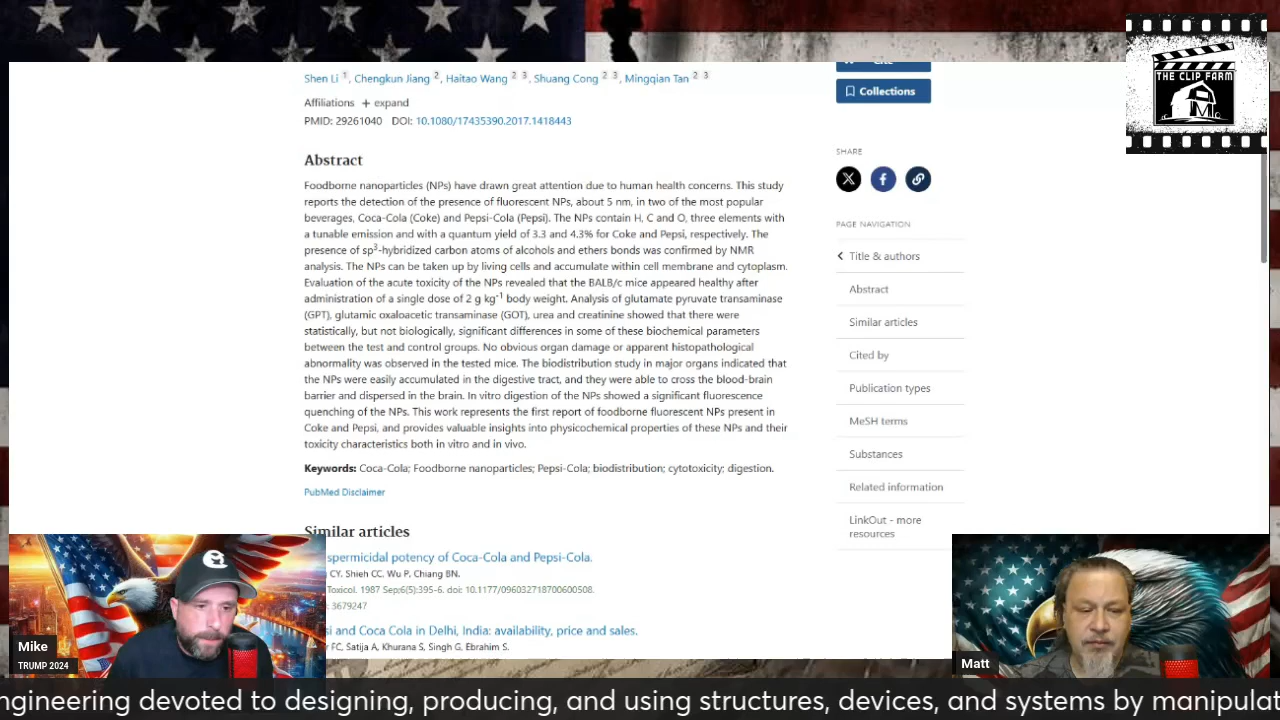 Shen Li 1, Chengkun Jiang 2, Haitao Wang 2 3, Shuang Cong 2 3, Mingqian Tan 2 3
Affiliations + expand
PMID: 29261040 DOI: 10.1080/17435390.2017.1418443
Abstract
Foodborne nanoparticles (NPs) have drawn great attention due to human health concerns. This study
reports the detection of the presence of fluorescent NPs, about 5 nm, in two of the most popular
beverages, Coca-Cola (Coke) and Pepsi-Cola (Pepsi). The NPs contain H, C and O, three elements with
a tunable emission and with a quantum yield of 3.3 and 4.3% for Coke and Pepsi, respectively. The
presence of sp3-hybridized carbon atoms of alcohols and ethers bonds was confirmed by NMR
analysis. The NPs can be taken up by living cells and accumulate within cell membrane and cytoplasm.
Evaluation of the acute toxicity of the NPs revealed that the BALB/c mice appeared healthy after
administration of a single dose of 2 g kg-1 body weight. Analysis of glutamate pyruvate transaminase
(GPT), glutamic oxaloacetic transaminase (GOT), urea and creatinine showed that there were
statistically, but not biologically, significant differences in some of these biochemical parameters
between the test and control groups. No obvious organ damage or apparent histopathological
abnormality was observed in the tested mice. The biodistribution study in major organs indicated that
the NPs were easily accumulated in the digestive tract, and they were able to cross the blood-brain
barrier and dispersed in the brain. In vitro digestion of the NPs showed a significant fluorescence
quenching of the NPs. This work represents the first report of foodborne fluorescent NPs present in
Coke and Pepsi, and provides valuable insights into physicochemical properties of these NPs and their
toxicity characteristics both in vitro and in vivo.
Keywords: Coca-Cola; Foodborne nanoparticles; Pepsi-Cola; biodistribution; cytotoxicity; digestion.
PubMed Disclaimer
Similar articles
spermicidal potency of Coca-Cola and Pepsi-Cola.
CY, Shieh CC, Wu P, Chiang BN.
Toxicol. 1987 Sep;6(5):395-6. doi: 10.1177/096032718700600508.
: 3679247
si and Coca Cola in Delhi, India: availability, price and sales.
r FC, Satija A, Khurana S, Singh G, Ebrahim S.
Collections
SHARE
PAGE NAVIGATION
Title & authors
Abstract
Similar articles
Cited by
Publication types
MeSH terms
Substances
Related information
LinkOut - more
resources
THE CLIP FARM
M
Mike
TRUMP 2024
Matt
ngineering devoted to designing, producing, and using structures, devices, and systems by manipulat